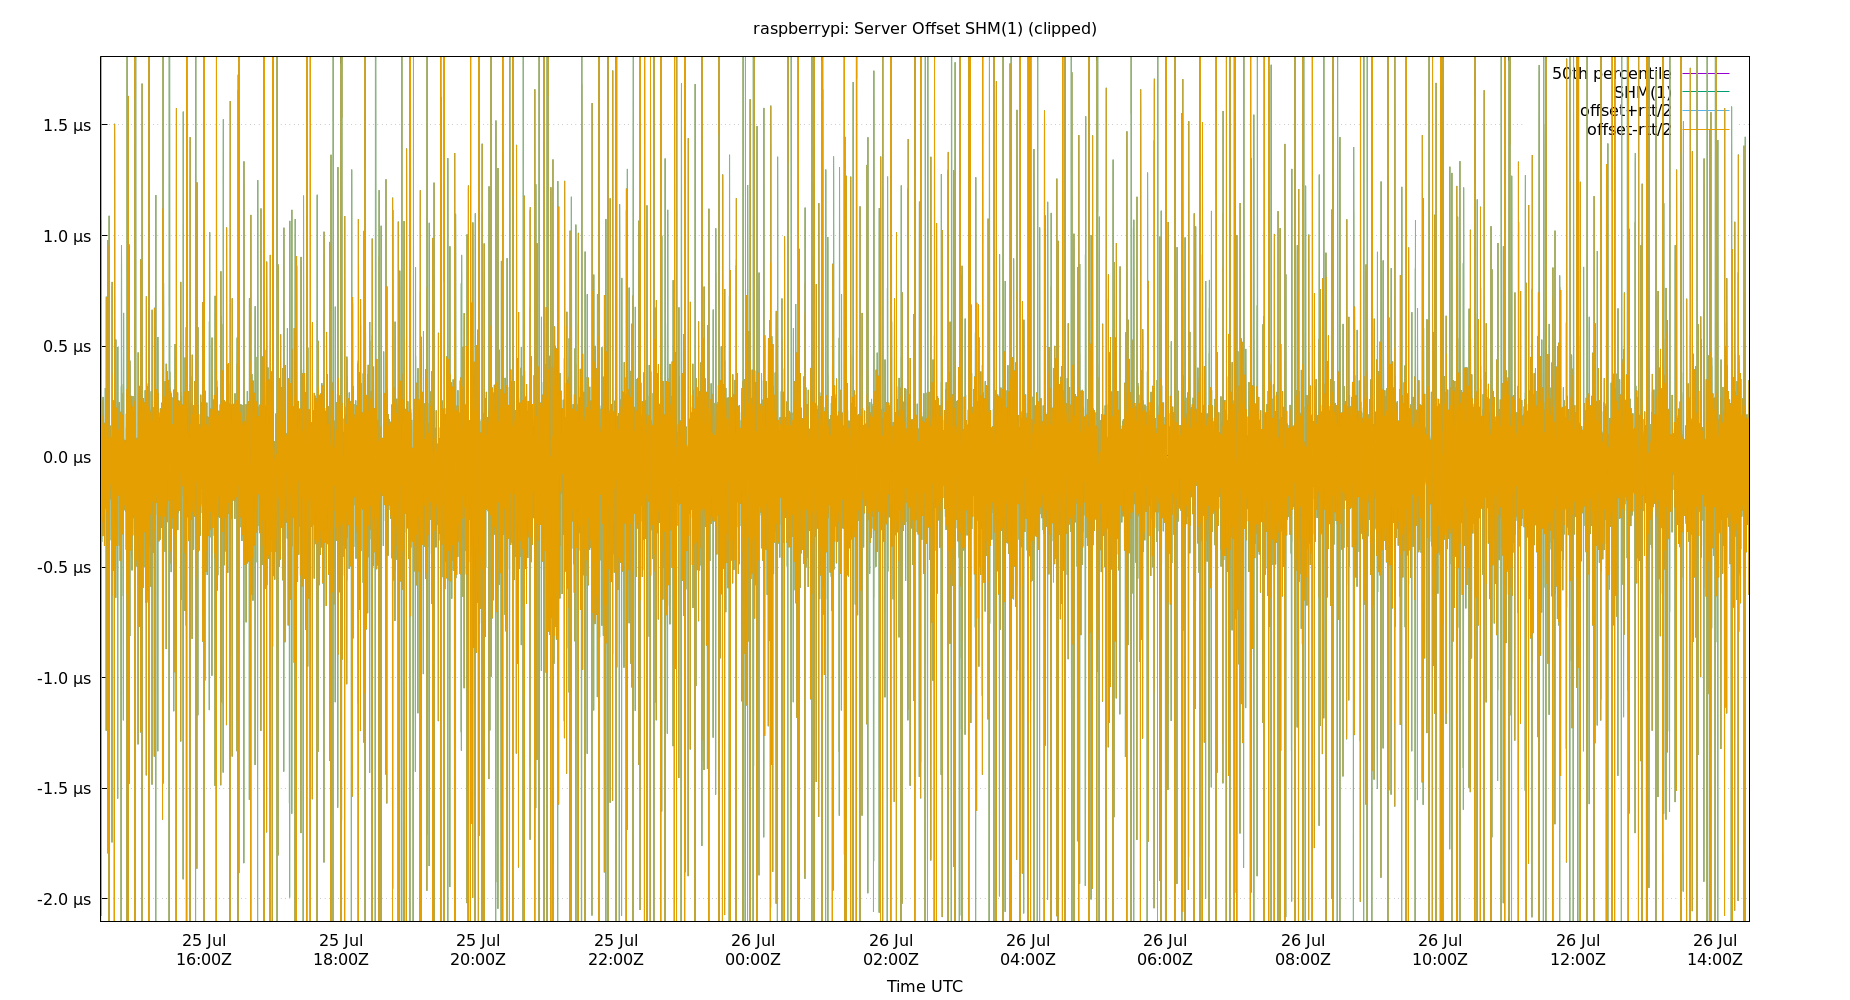 raspberrypi: Server Offset SHM(1) (clipped)
50th percentile
SHM(1)
offset+rtt/2
offset-rtt/2
1.5 µs
1.0 µs
0.5 µs
0.0 µs
-0.5 µs
-1.0 µs
-1.5 µs
-2.0 µs
25 Jul 25 Jul 25 Jul 25 Jul 26 Jul 26 Jul 26 Jul 26 Jul 26 Jul 26 Jul 26 Jul 26 Jul
16:00Z 18:00Z 20:00Z 22:00Z 00:00Z 02:00Z 04:00Z 06:00Z 08:00Z 10:00Z 12:00Z 14:00Z
Time UTC